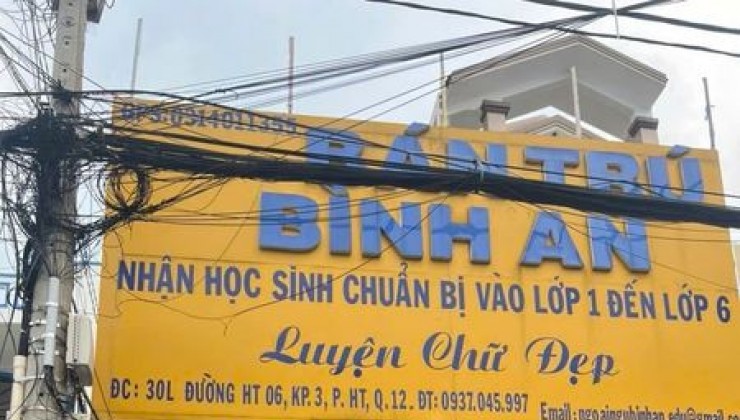 BÁN TRÚ
BÌNH AN
NHẬN HỌC SINH CHUẨN BỊ VÀO LỚP 1 ĐẾN LỚP 6
Luyện Chữ Đẹp
ĐC: 30L ĐƯỜNG HT 06, KP.3, P. HT, Q.12. ĐT: 0937.045.997
Email: